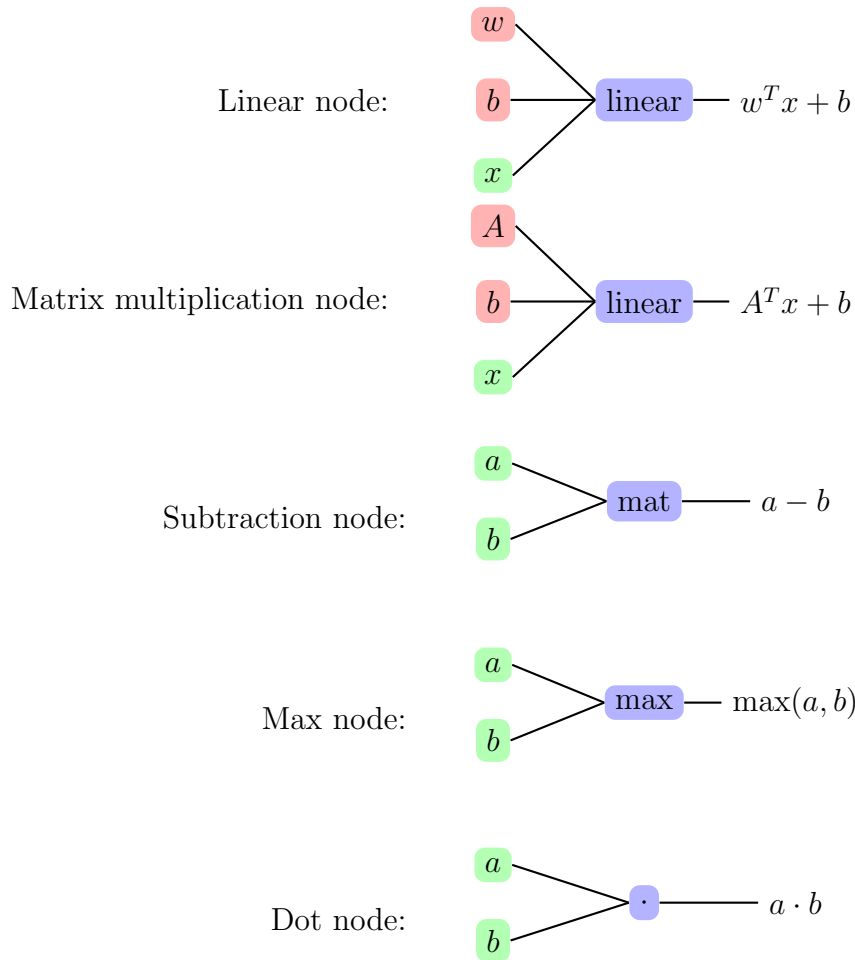 w
Linear node: b linear w^T x + b
x
A
Matrix multiplication node: b linear A^T x + b
x
a
Subtraction node: mat a − b
b
a
Max node: max max(a, b)
b
a
Dot node: · a · b
b